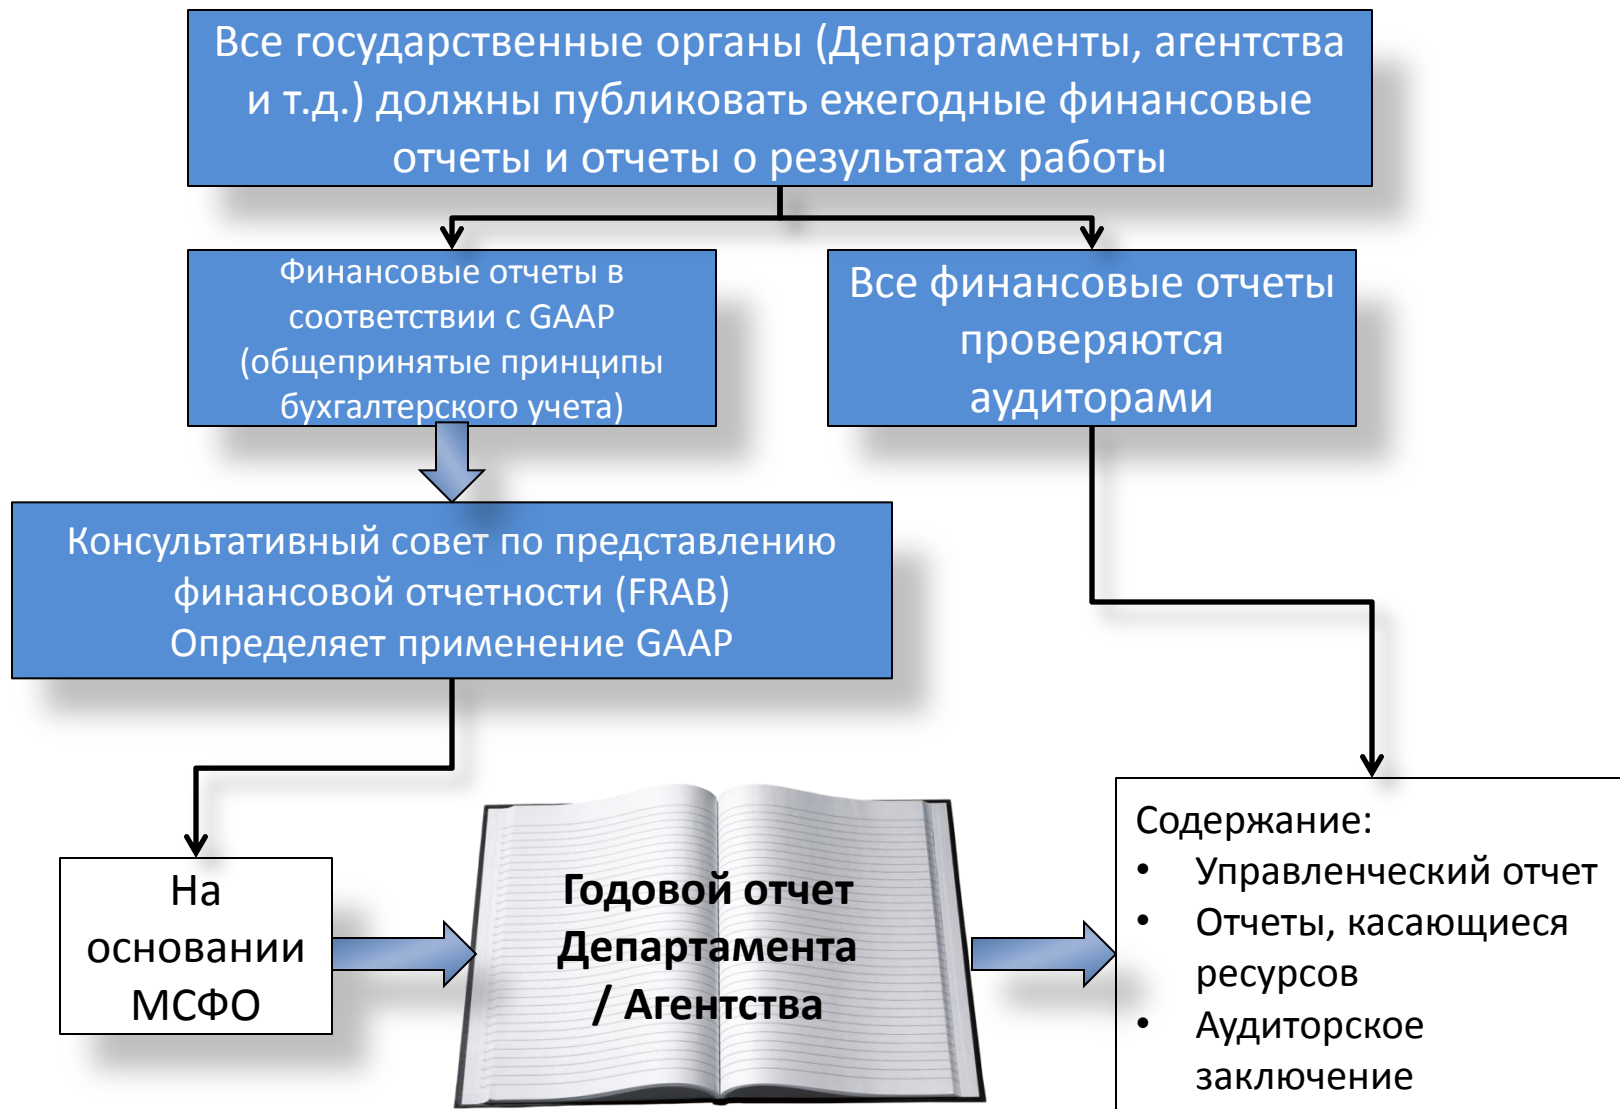 Все государственные органы (Департаменты, агентства
и т.д.) должны публиковать ежегодные финансовые
отчеты и отчеты о результатах работы
Финансовые отчеты в
соответствии с GAAP
(общепринятые принципы
бухгалтерского учета)
Все финансовые отчеты
проверяются
аудиторами
Консультативный совет по представлению
финансовой отчетности (FRAB)
Определяет применение GAAP
На
основании
МСФО
Годовой отчет
Департамента
/ Агентства
Содержание:
• Управленческий отчет
• Отчеты, касающиеся
ресурсов
• Аудиторское
заключение